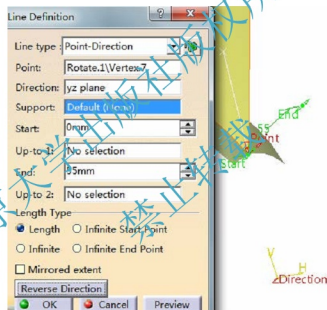 Line Definition
Line type : Point-Direction
Point: Rotate.1\Vertex.7
Direction: yz plane
Support: Default (None)
Start: 0mm
Up-to 1: No selection
End: 55mm
Up-to 2: No selection
Length Type
Length Infinite Start Point
Infinite Infinite End Point
Mirrored extent
Reverse Direction
OK Cancel Preview
End
55
Point
Start
V
H
Direction